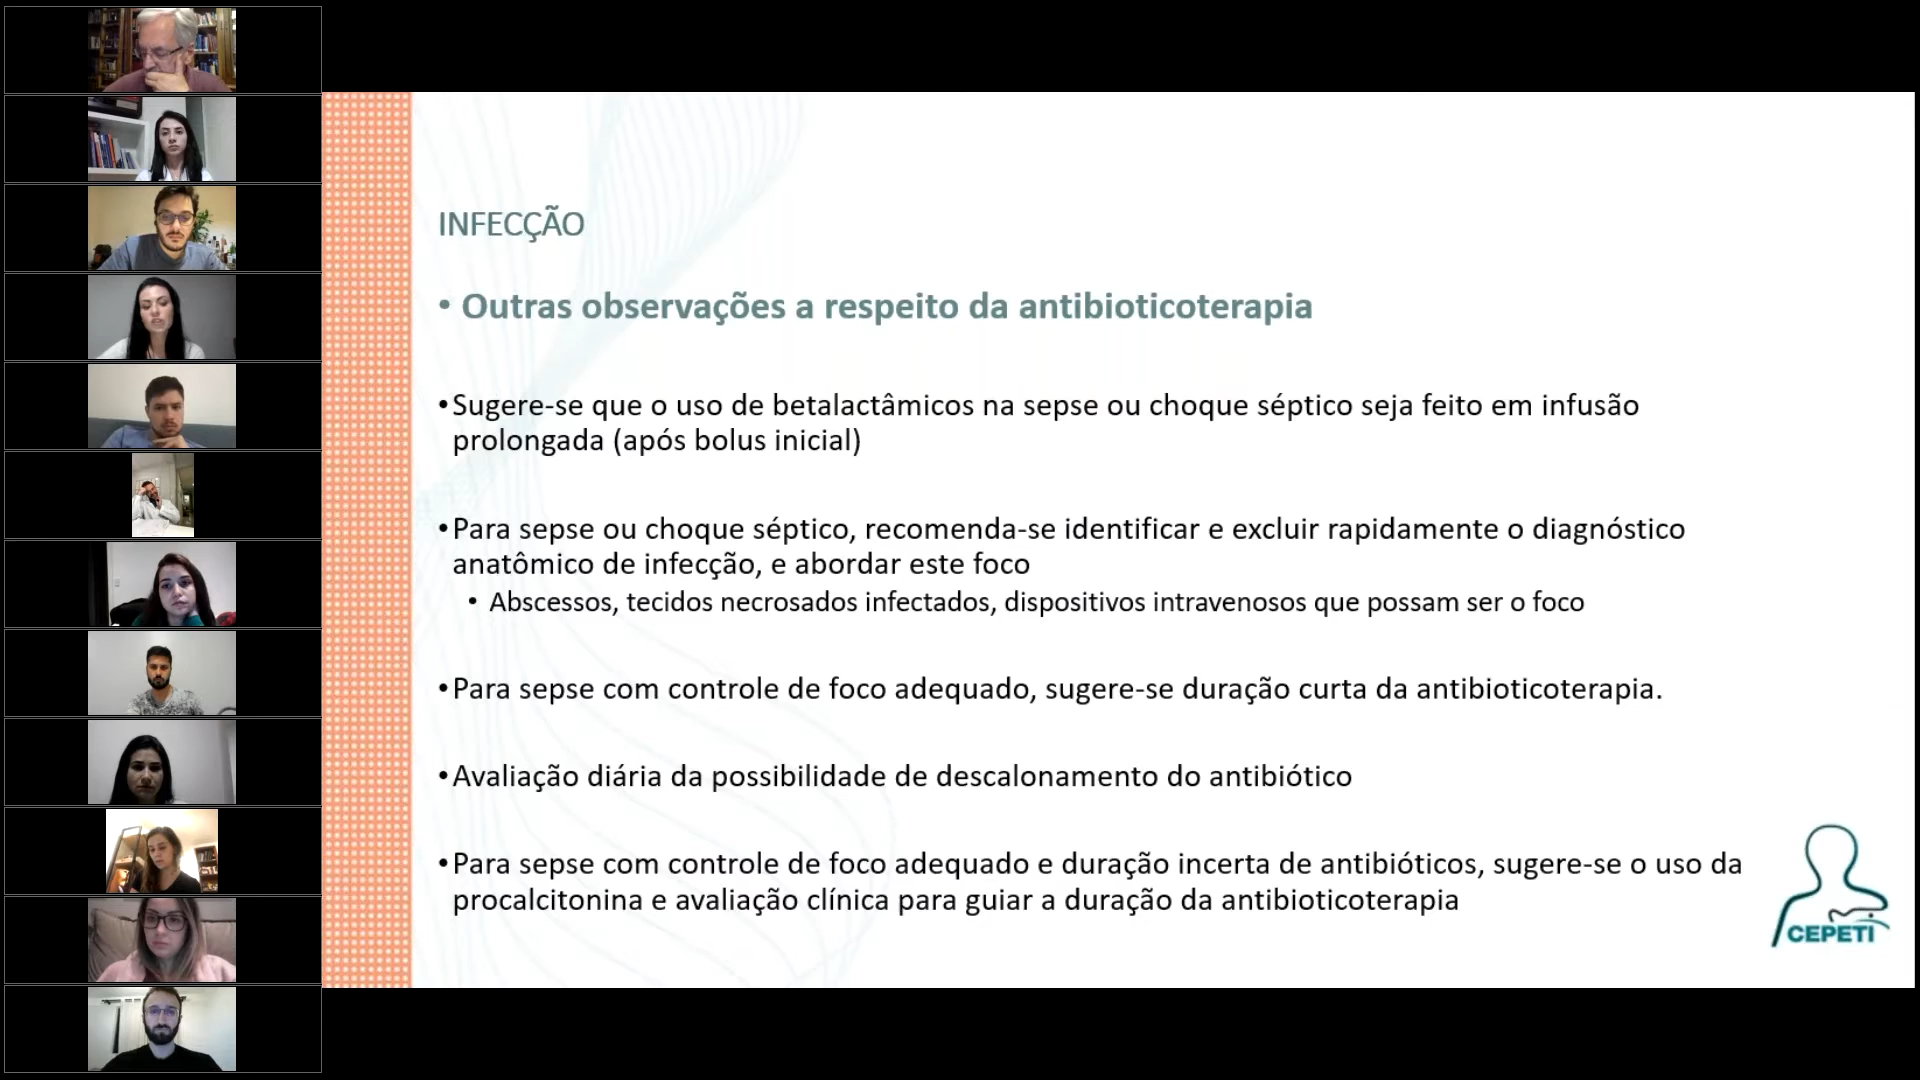 INFECÇÃO
• Outras observações a respeito da antibioticoterapia
• Sugere-se que o uso de betalactâmicos na sepse ou choque séptico seja feito em infusão
prolongada (após bolus inicial)
• Para sepse ou choque séptico, recomenda-se identificar e excluir rapidamente o diagnóstico
anatômico de infecção, e abordar este foco
• Abscessos, tecidos necrosados infectados, dispositivos intravenosos que possam ser o foco
• Para sepse com controle de foco adequado, sugere-se duração curta da antibioticoterapia.
• Avaliação diária da possibilidade de descalonamento do antibiótico
• Para sepse com controle de foco adequado e duração incerta de antibióticos, sugere-se o uso da
procalcitonina e avaliação clínica para guiar a duração da antibioticoterapia
CEPETI